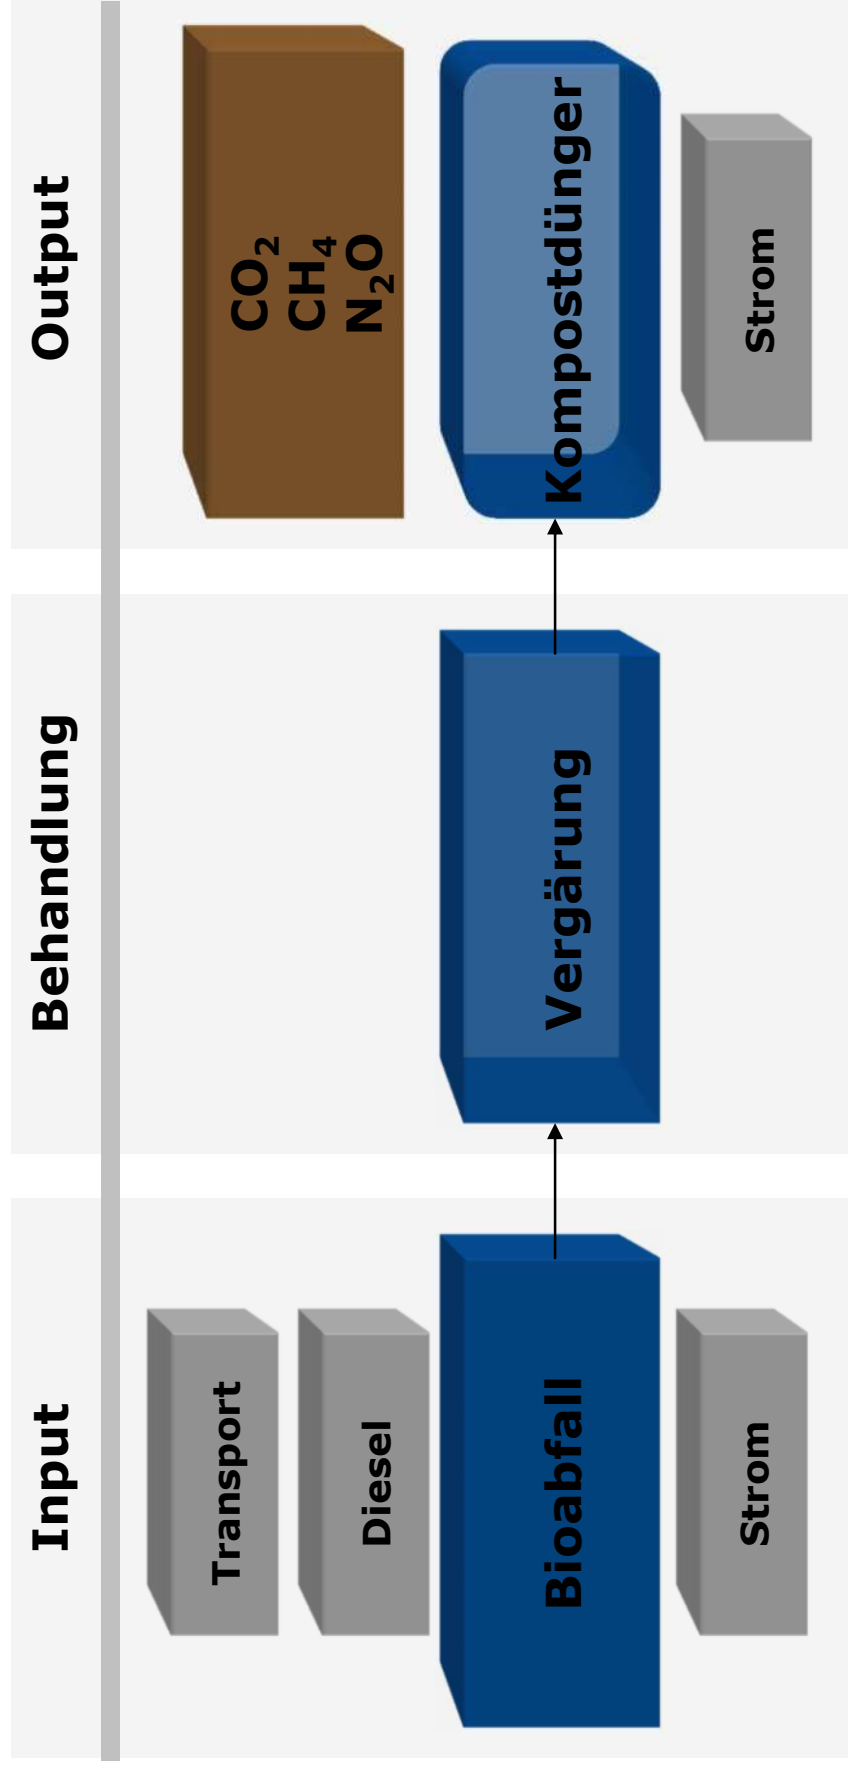 Input
Behandlung
Output
Transport
Diesel
Bioabfall
Strom
Vergärung
CO₂
CH₄
N₂O
Kompostdünger
Strom